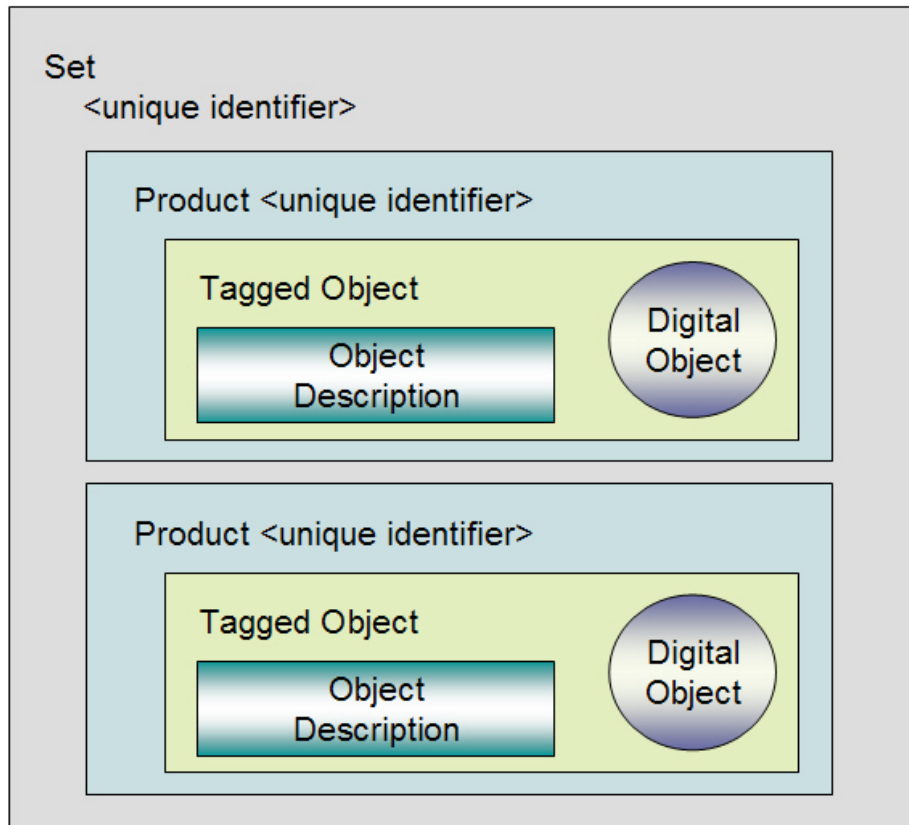 Set
<unique identifier>
Product <unique identifier>
Tagged Object
Object
Description
Digital
Object
Product <unique identifier>
Tagged Object
Object
Description
Digital
Object